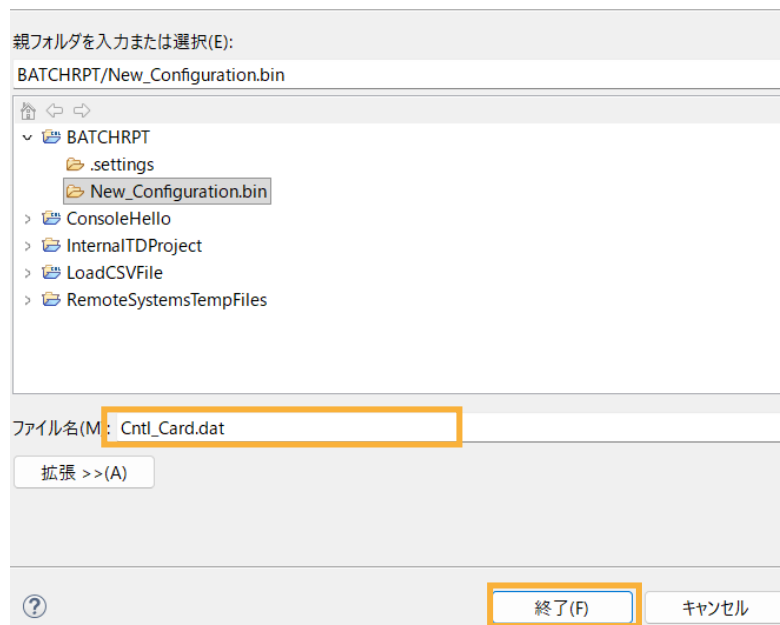 親フォルダを入力または選択(E):
BATCHRPT/New_Configuration.bin
BATCHRPT
.settings
New_Configuration.bin
ConsoleHello
InternalTDProject
LoadCSVFile
RemoteSystemsTempFiles
ファイル名(M): Cntl_Card.dat
拡張 >>(A)
終了(F) キャンセル